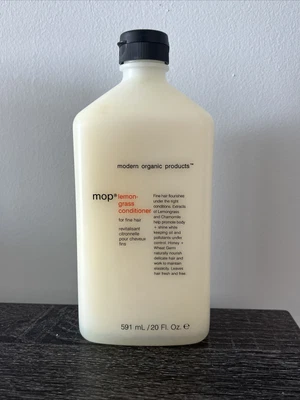 modern organic products™
mop® lemon-
grass
conditioner
for fine hair
revitalisant
citronnelle
pour cheveux
fins
Fine hair flourishes
under the right
conditions. Extracts
of Lemongrass
and Chamomile
help promote body
+ shine while
keeping oil and
pollutants under
control. Honey +
Wheat Germ
naturally nourish
delicate hair and
work to maintain
elasticity. Leaves
hair fresh and free.
591 mL / 20 Fl. Oz. e